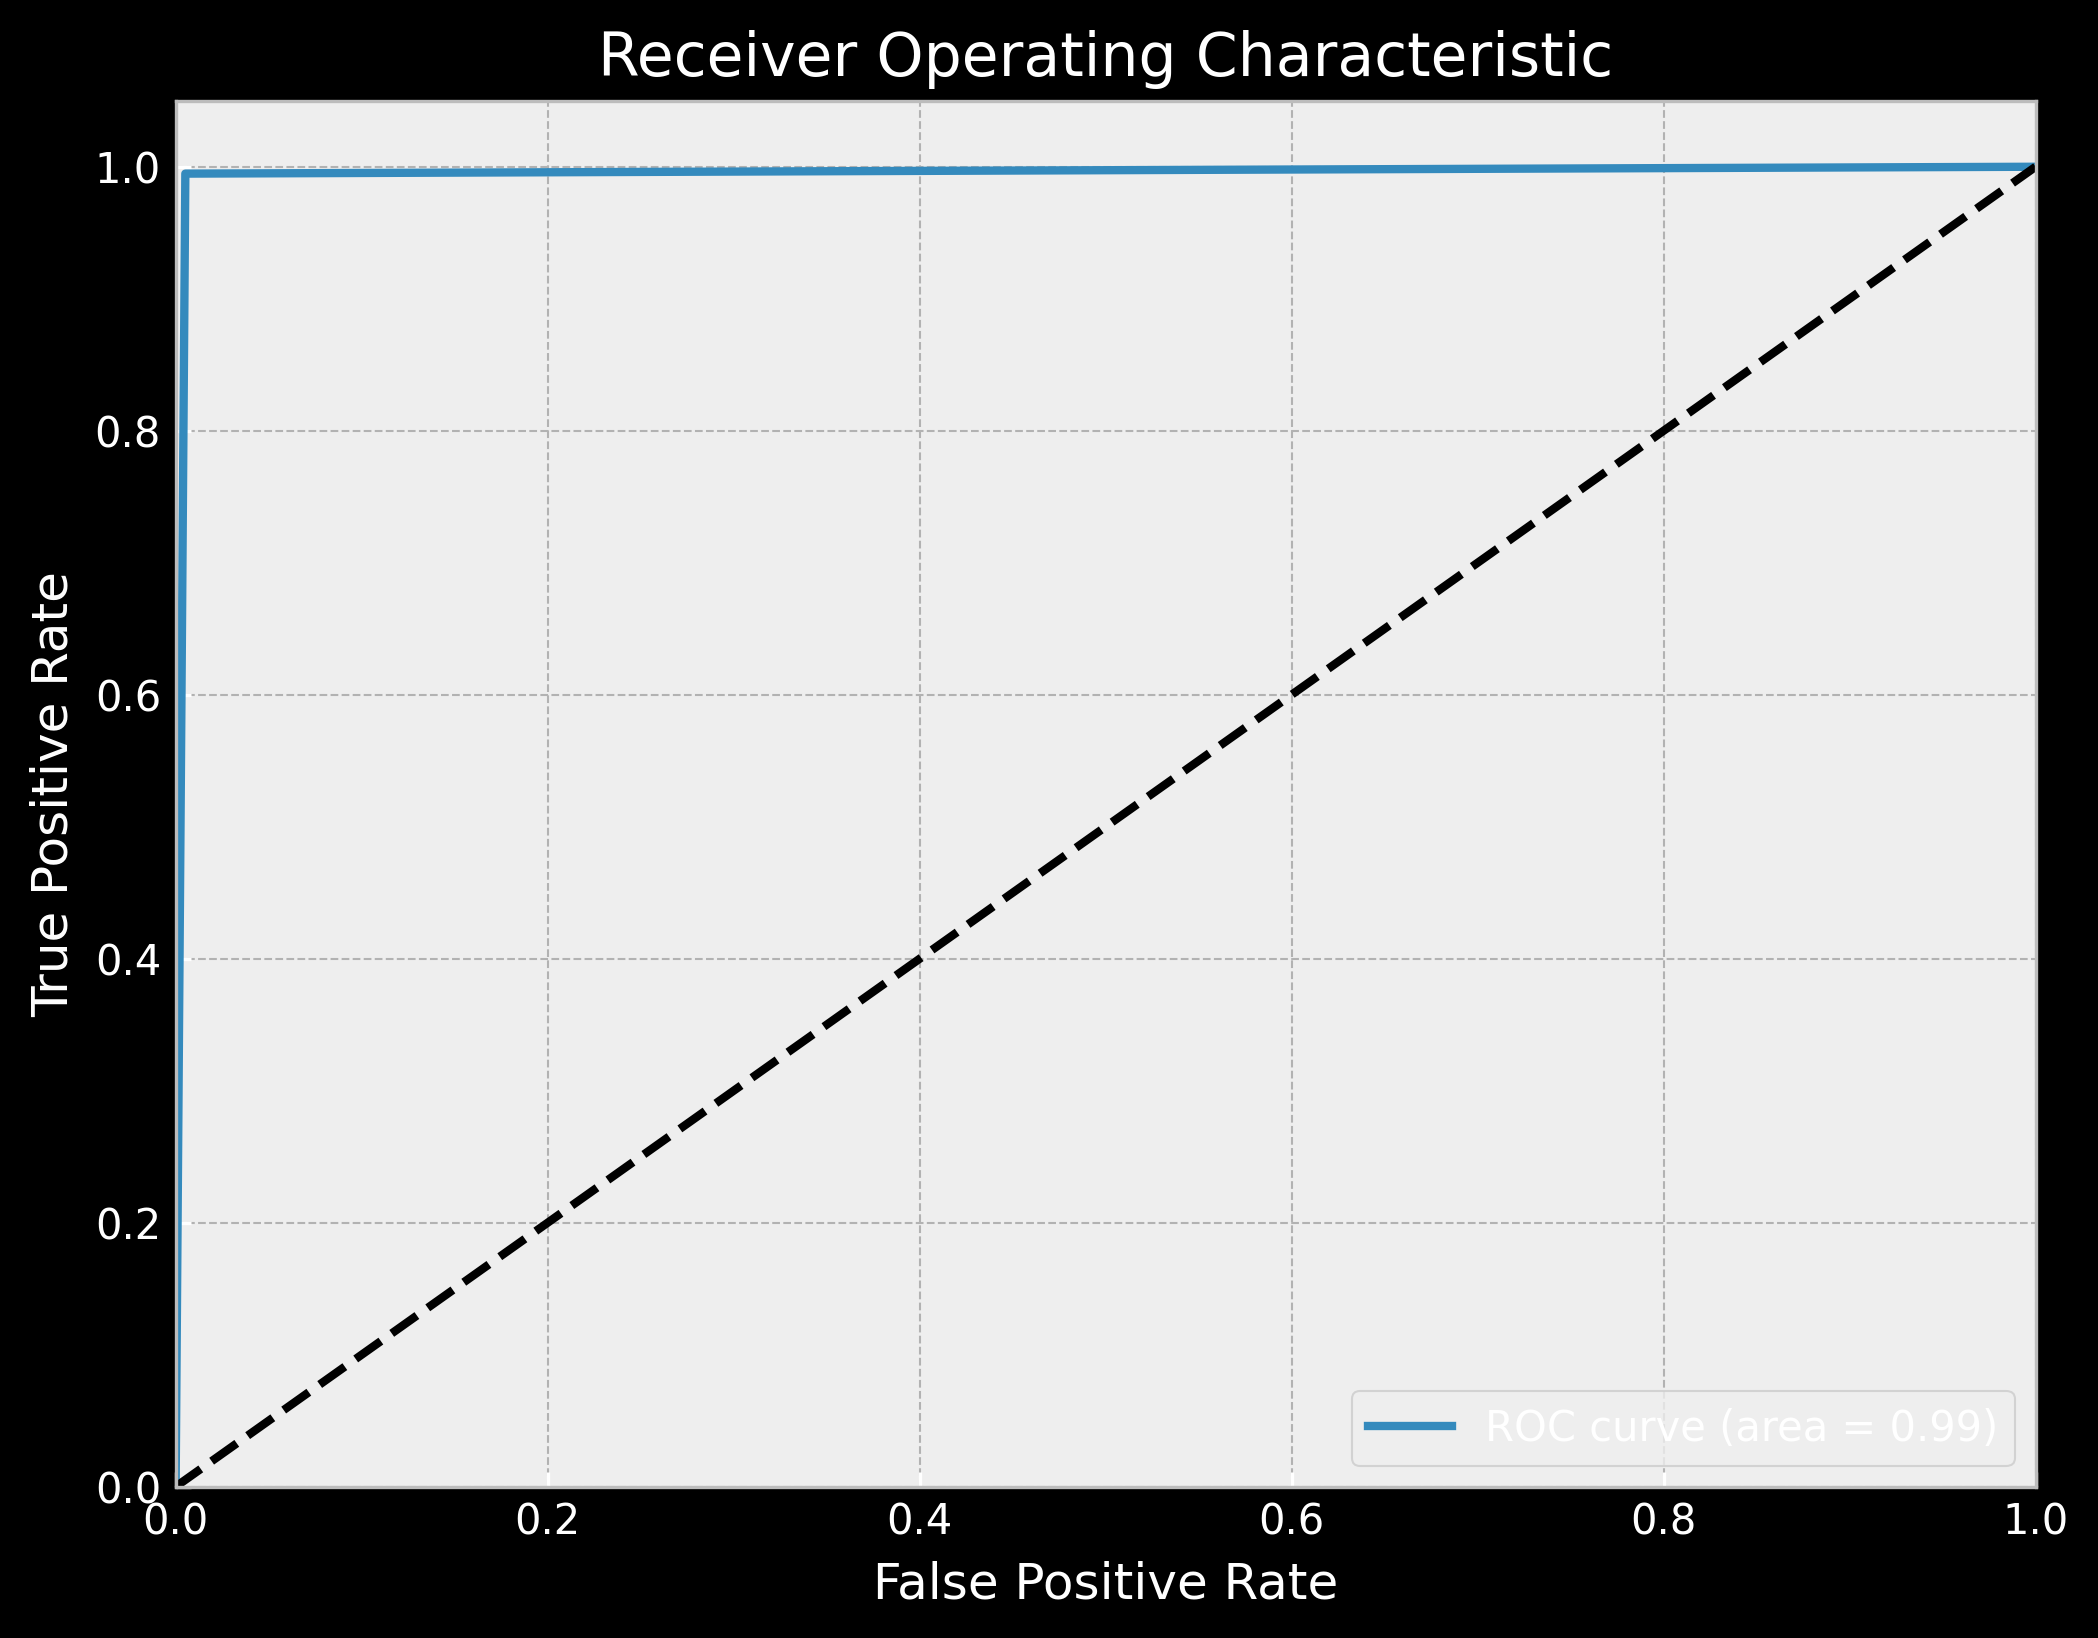 Receiver Operating Characteristic
1.0
0.8
0.6
0.4
0.2
0.0
True Positive Rate
0.0 0.2 0.4 0.6 0.8 1.0
False Positive Rate
ROC curve (area = 0.99)